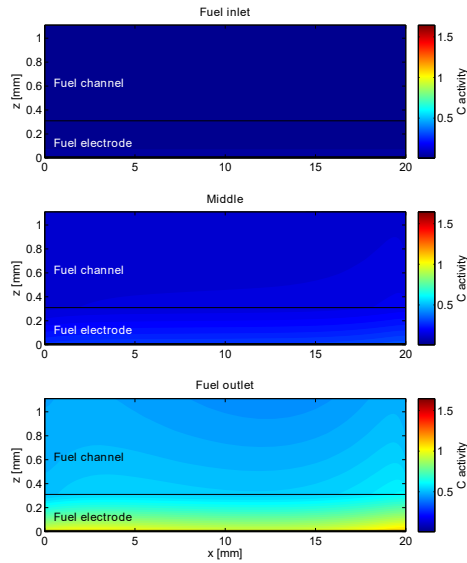 Fuel inlet
1
0.8
0.6
0.4
0.2
0
z [mm]
Fuel channel
Fuel electrode
0 5 10 15 20
1.5
1
0.5
C activity
Middle
1
0.8
0.6
0.4
0.2
0
z [mm]
Fuel channel
Fuel electrode
0 5 10 15 20
1.5
1
0.5
C activity
Fuel outlet
1
0.8
0.6
0.4
0.2
0
z [mm]
Fuel channel
Fuel electrode
0 5 10 15 20
x [mm]
1.5
1
0.5
C activity